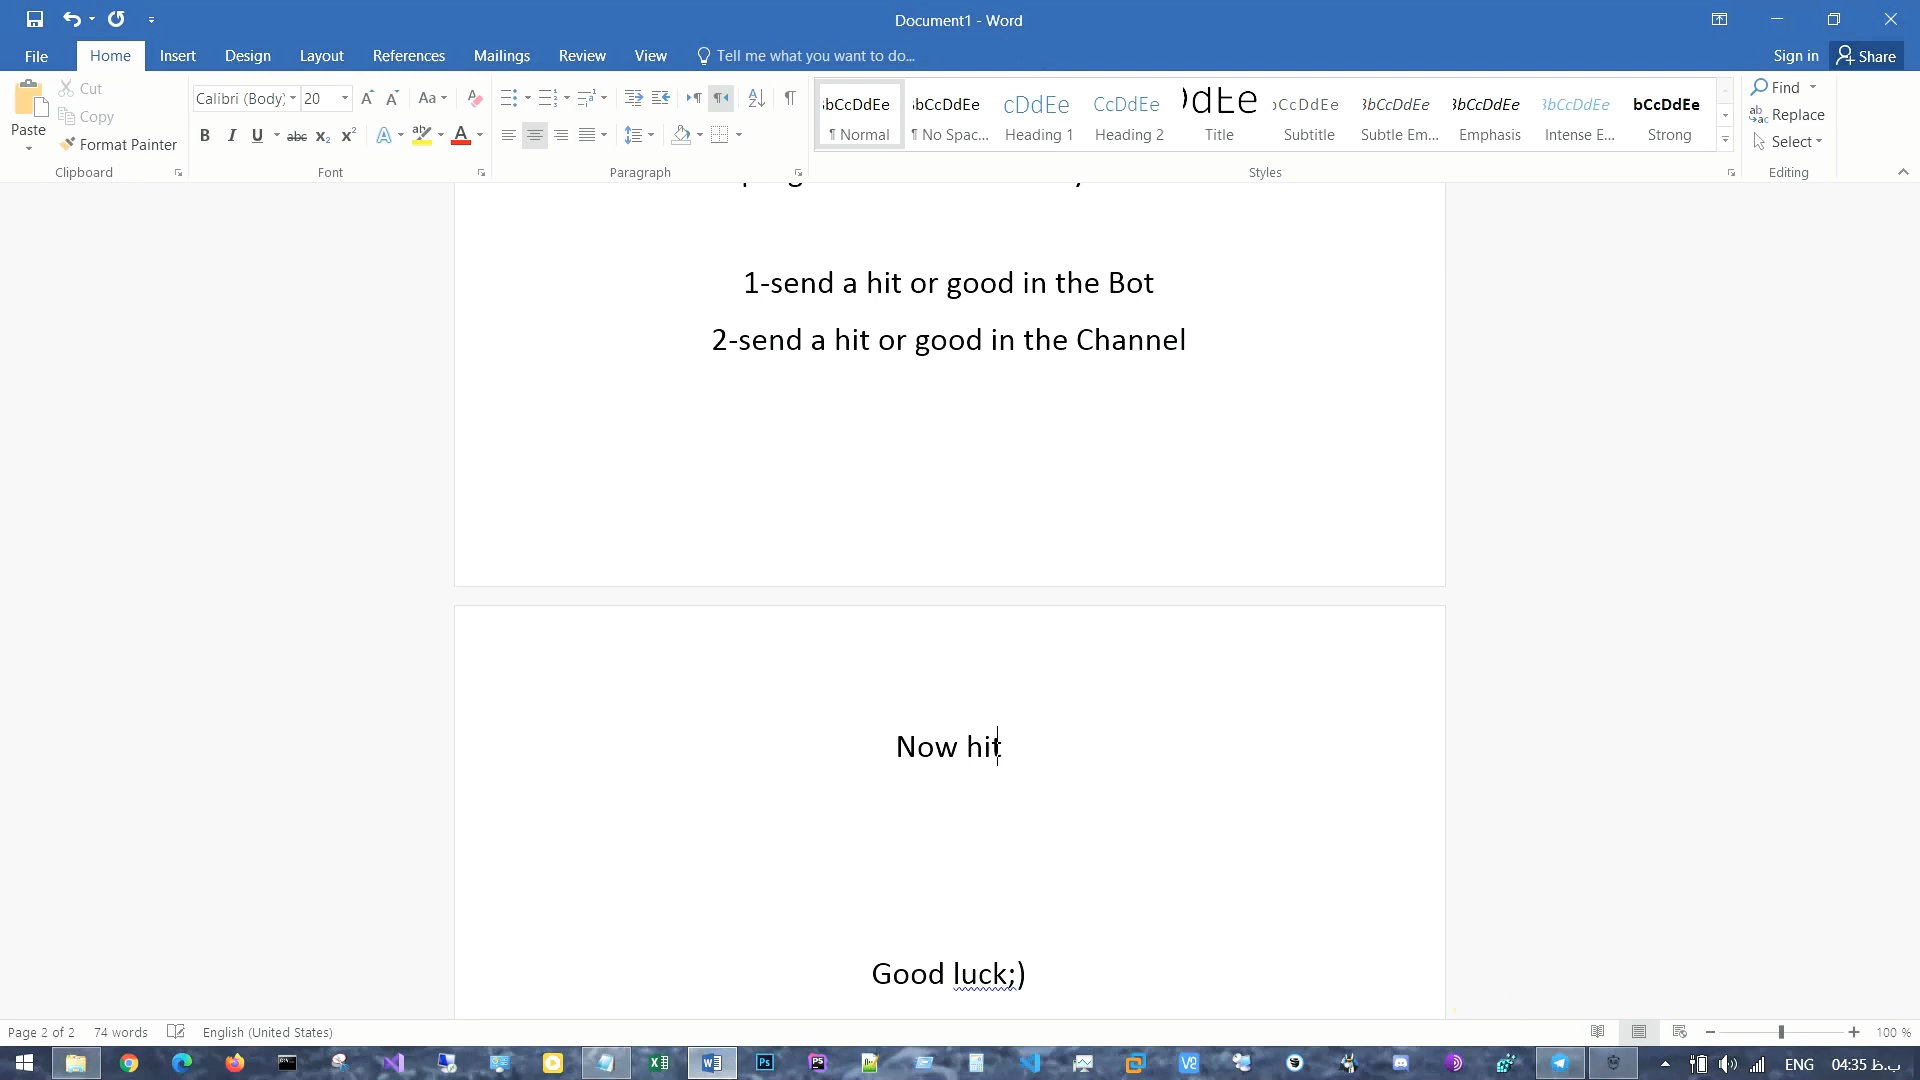 Document1 - Word
File Home Insert Design Layout References Mailings Review View Tell me what you want to do... Sign in Share
Paste Cut Copy Format Painter Clipboard
Calibri (Body) 20 Font
Paragraph
AaBbCcDdEe ¶ Normal
¶ No Spac... Heading 1 Heading 2 Title Subtitle Subtle Em... Emphasis Intense E... Strong
Styles
Find Replace Select Editing
1-send a hit or good in the Bot
2-send a hit or good in the Channel
Now hit
Good luck;)
Page 2 of 2 74 words English (United States) 100 %
ENG 04:35 ب.ظ